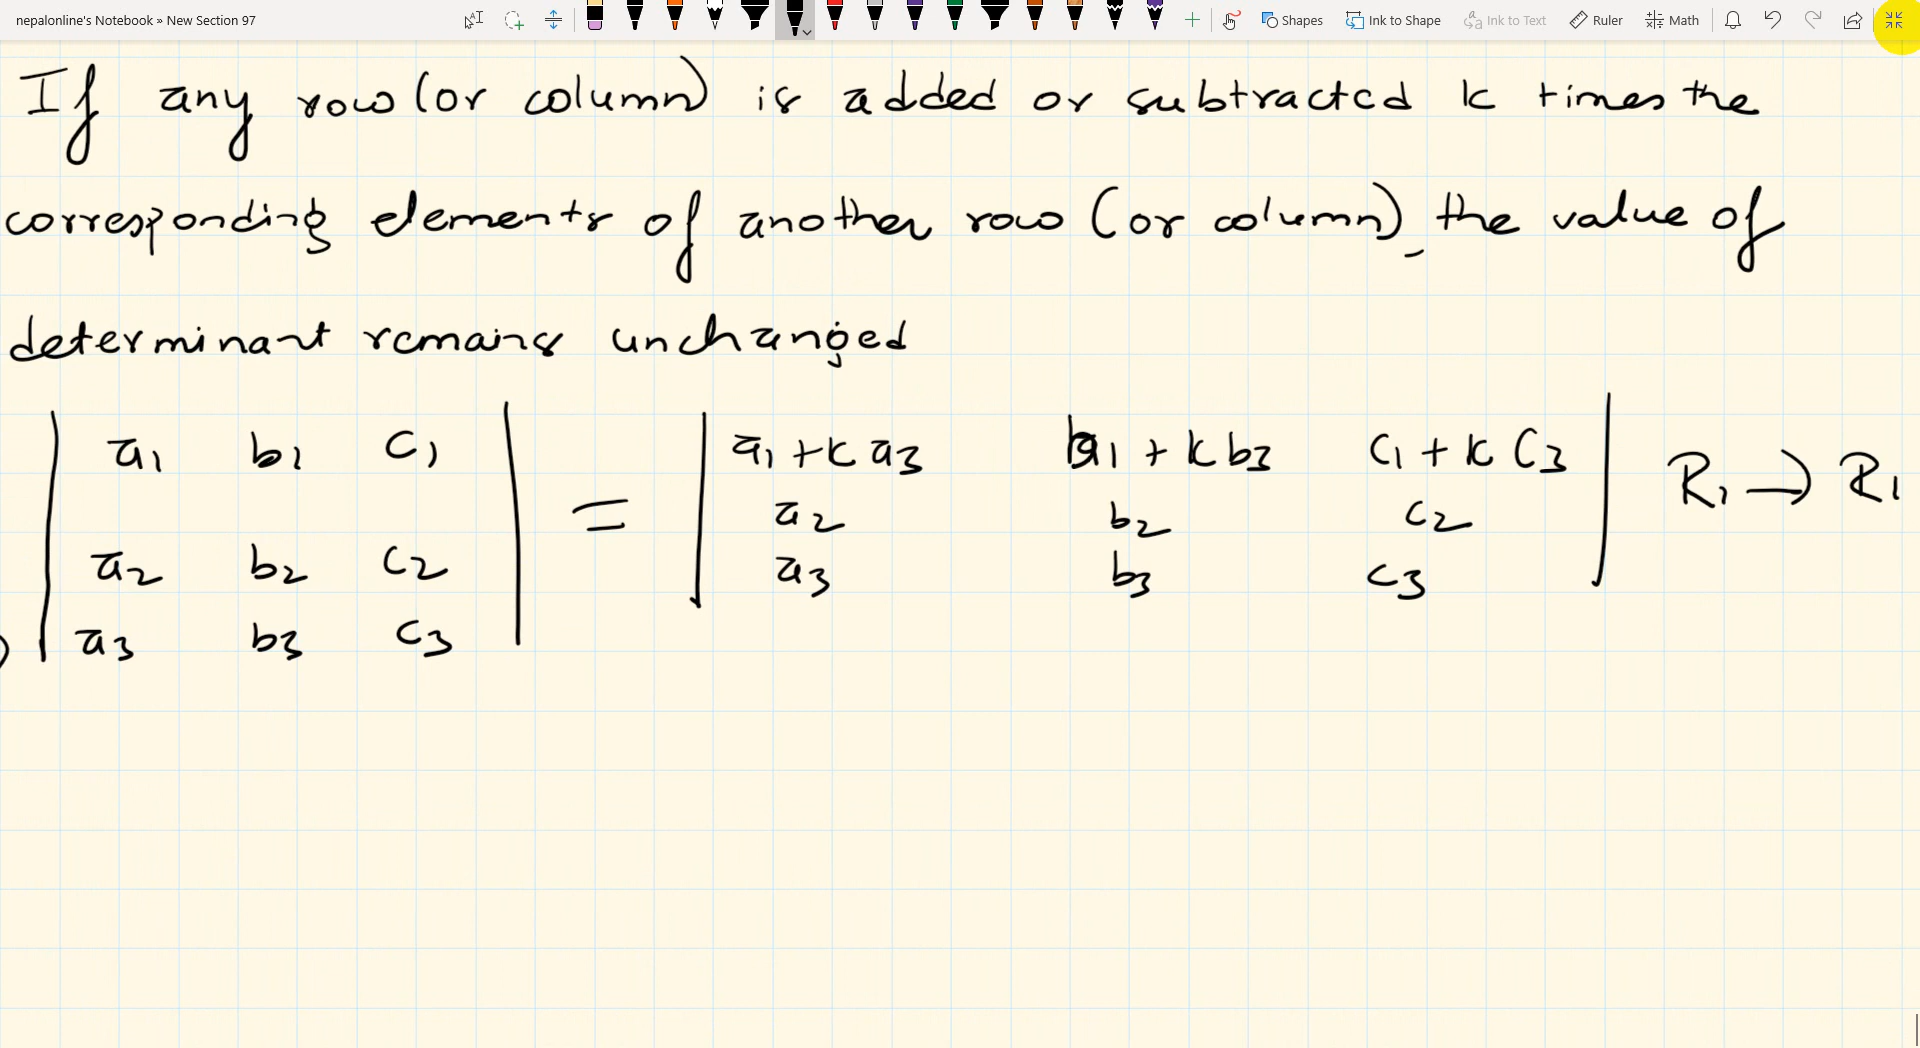 nepalonline's Notebook » New Section 97 Shapes Ink to Shape Ink to Text Ruler Math
If any row (or column) is added or subtracted k times the
corresponding elements of another row (or column), the value of
determinant remains unchanged
| a1 b1 c1 | = | a1 + k a3 b1 + k b3 c1 + k c3 | R1 → R1
a2 b2 c2 a2 b2 c2
a3 b3 c3 a3 b3 c3